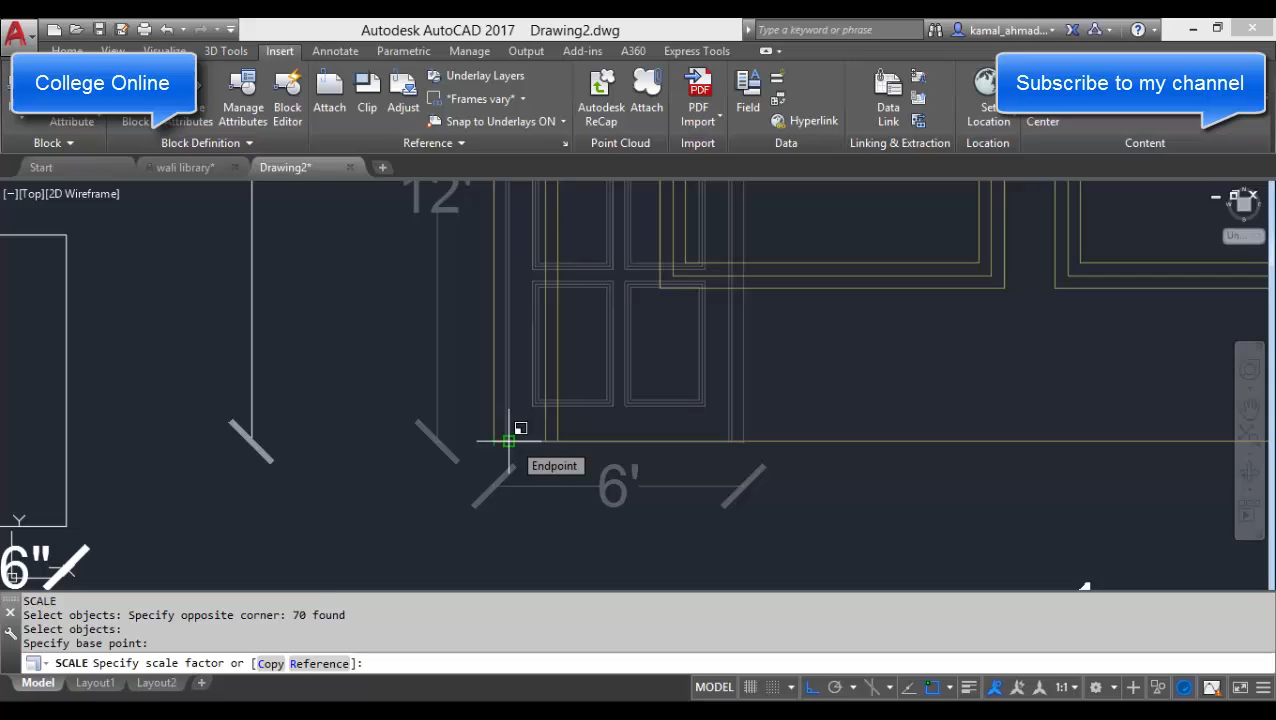 Autodesk AutoCAD 2017 Drawing2.dwg
Type a keyword or phrase
kamal_ahmad...
Home View Visualize 3D Tools Insert Annotate Parametric Manage View Output Add-ins A360 Express Tools
College Online
Subscribe to my channel
Manage Attributes
Block Editor
Attach
Clip
Adjust
Underlay Layers
*Frames vary*
Snap to Underlays ON
Autodesk ReCap
Attach
PDF Import
Field
Hyperlink
Data Link
Set Location
Attribute
Block
Attributes
Center
Block
Block Definition
Reference
Point Cloud
Import
Data
Linking & Extraction
Location
Content
Start
wali library*
Drawing2*
[−][Top][2D Wireframe]
12'
N
Un...
Endpoint
6'
Y
6"
SCALE
Select objects: Specify opposite corner: 70 found
Select objects:
Specify base point:
SCALE Specify scale factor or [Copy Reference]:
Model Layout1 Layout2
MODEL
1:1